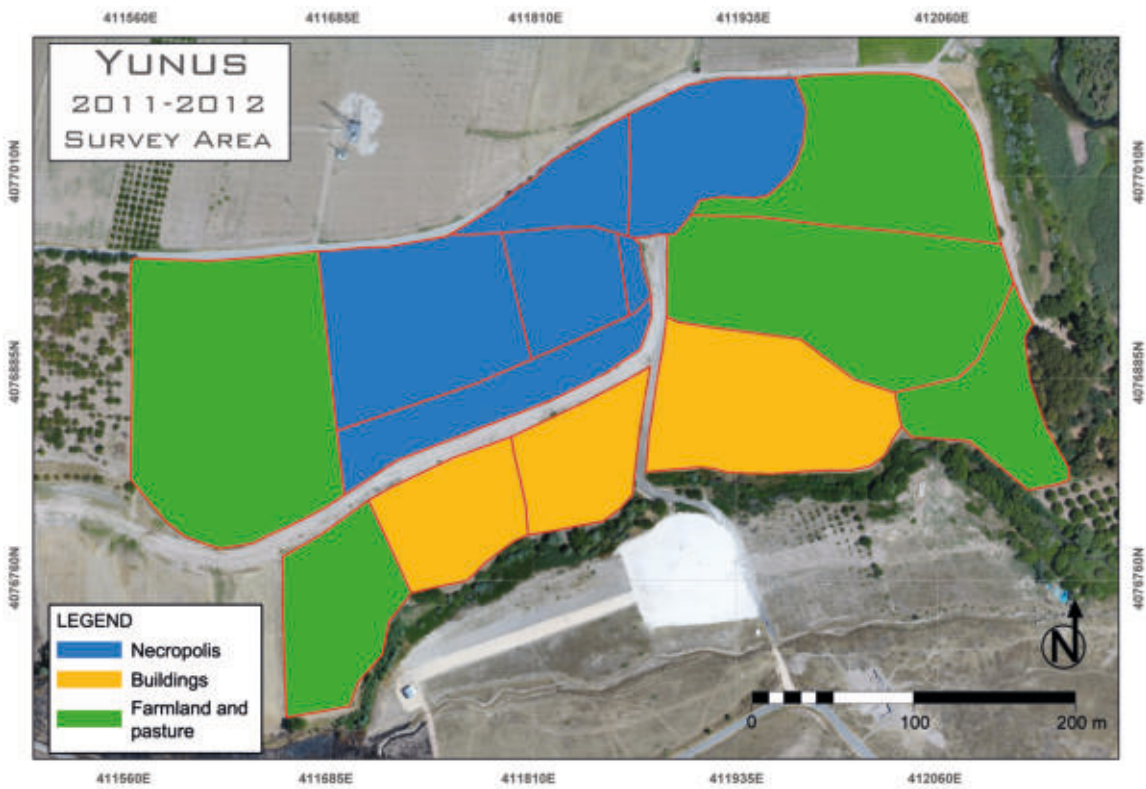 411560E 411685E 411810E 411935E 412060E
YUNUS
2011-2012
SURVEY AREA
4077010N 4077010N
4076885N 4076885N
4076760N 4076760N
LEGEND
Necropolis
Buildings
Farmland and
pasture
N
0 100 200 m
411560E 411685E 411810E 411935E 412060E